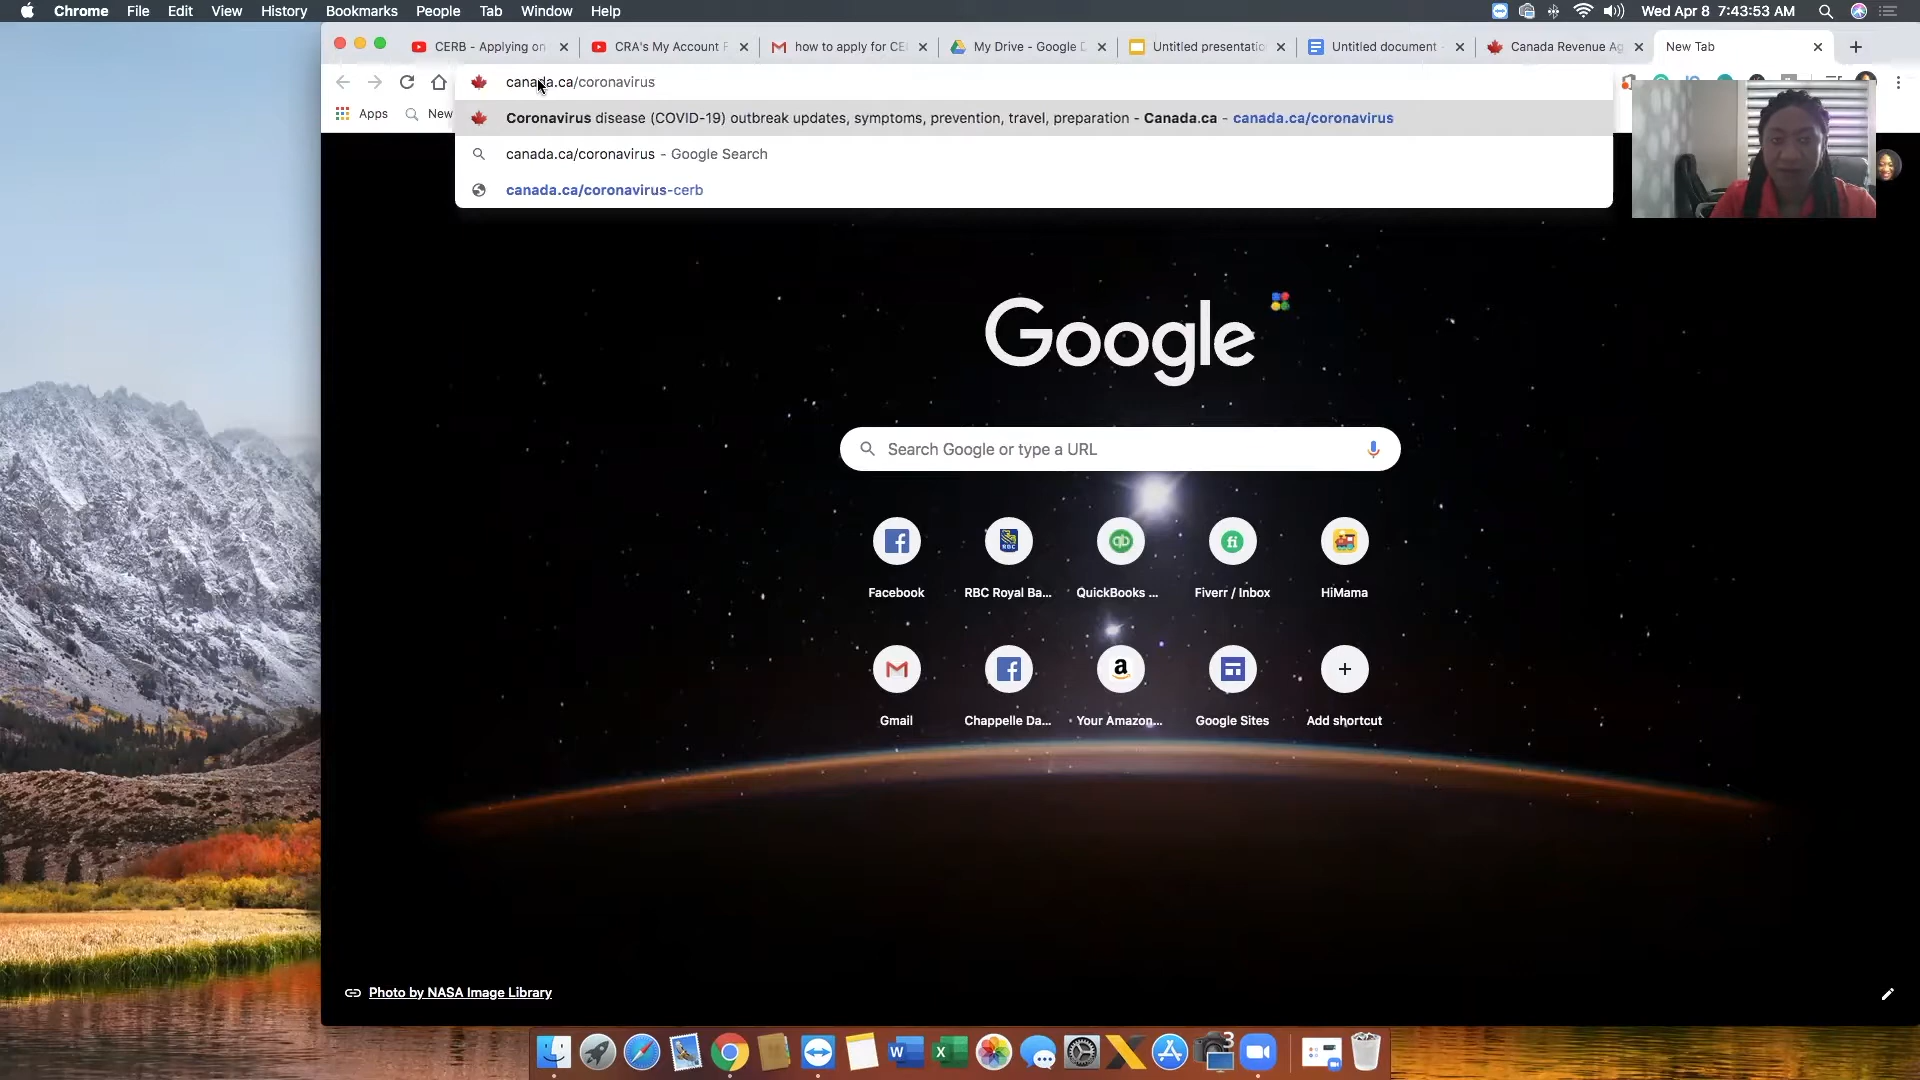 Chrome File Edit View History Bookmarks People Tab Window Help Wed Apr 8 7:43:53 AM
CERB - Applying on CRA's My Account F how to apply for CE My Drive - Google D Untitled presentatio Untitled document - Canada Revenue Ag New Tab
canada.ca/coronavirus
Apps New
Coronavirus disease (COVID-19) outbreak updates, symptoms, prevention, travel, preparation - Canada.ca - canada.ca/coronavirus
canada.ca/coronavirus - Google Search
canada.ca/coronavirus-cerb
Google
Search Google or type a URL
RBC qb fi
Facebook RBC Royal Ba... QuickBooks ... Fiverr / Inbox HiMama
a
Gmail Chappelle Da... Your Amazon... Google Sites Add shortcut
Photo by NASA Image Library
W X 3